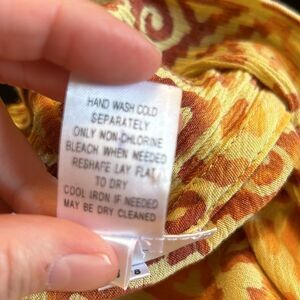 HAND WASH COLD
SEPARATELY
ONLY NON-CHLORINE
BLEACH WHEN NEEDED
RESHAPE LAY FLAT
TO DRY
COOL IRON IF NEEDED
MAY BE DRY CLEANED